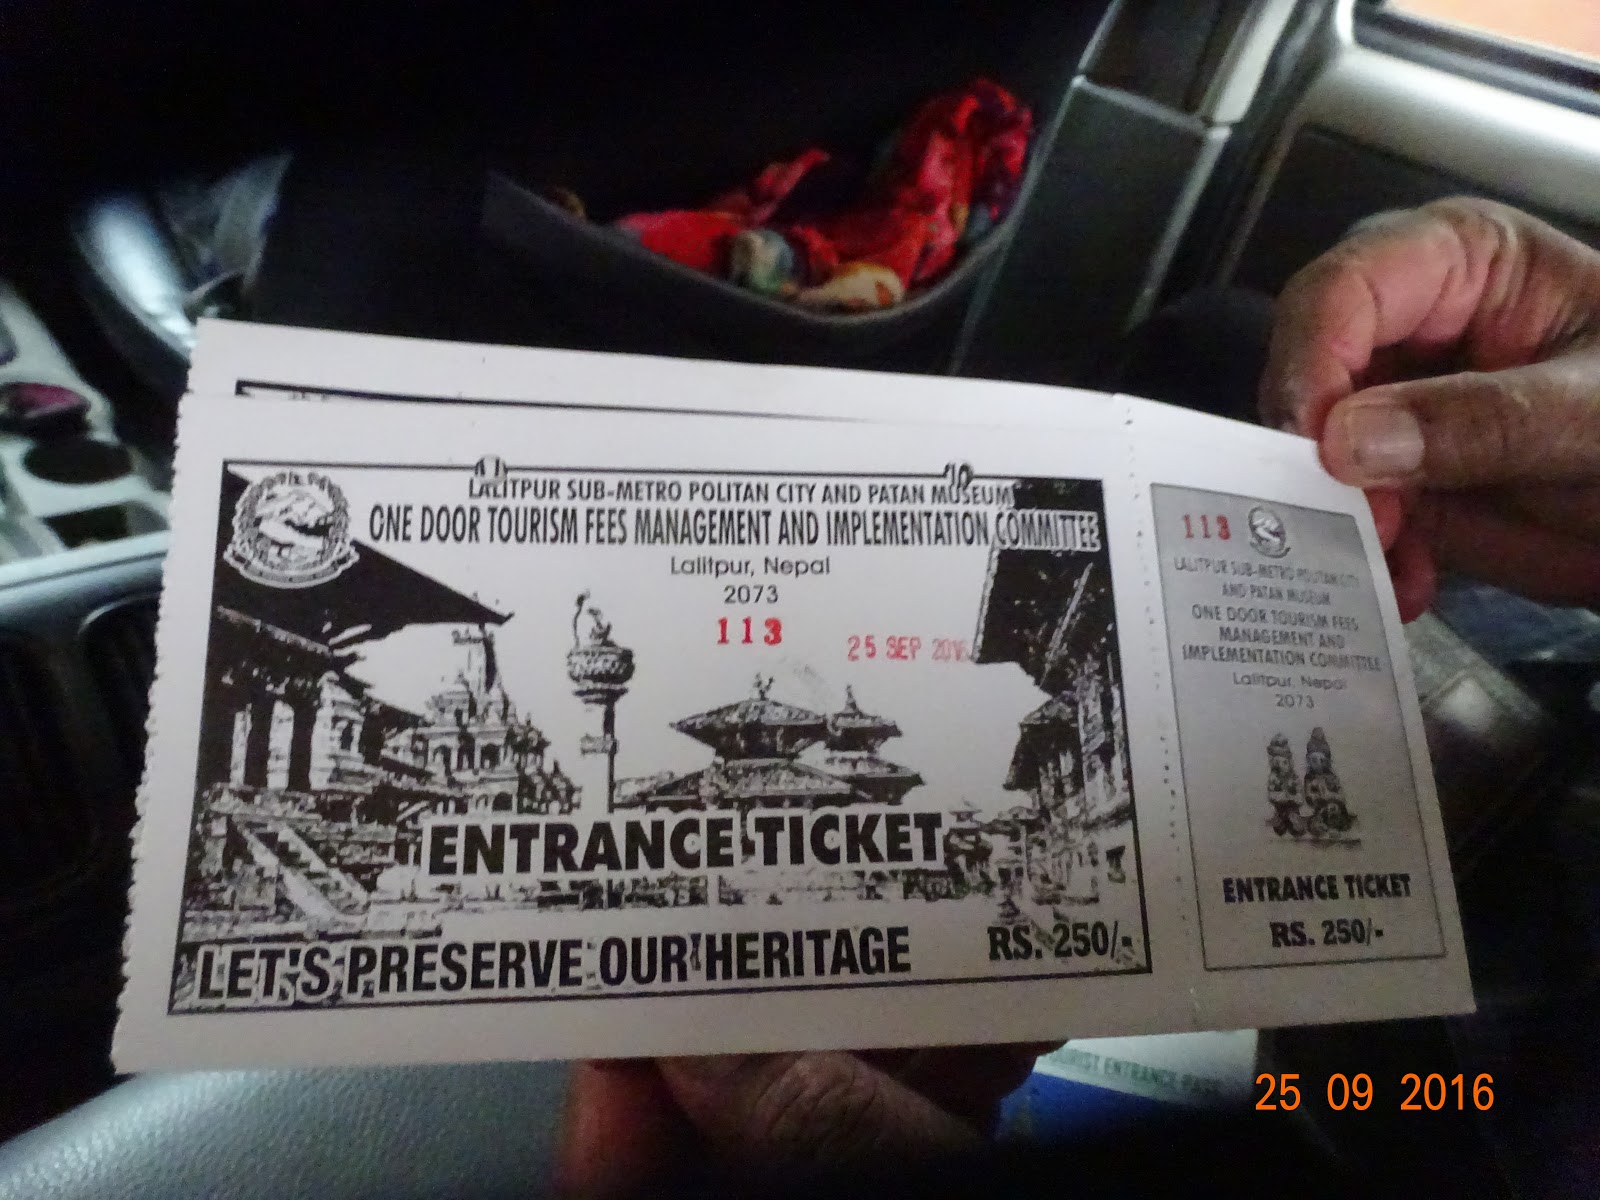 LALITPUR SUB-METRO POLITAN CITY AND PATAN MUSEUM
ONE DOOR TOURISM FEES MANAGEMENT AND IMPLEMENTATION COMMITTEE
Lalitpur, Nepal
2073
113
25 SEP 2016
ENTRANCE TICKET
LET'S PRESERVE OUR HERITAGE
RS. 250/-
113
LALITPUR SUB-METRO POLITAN CITY
AND PATAN MUSEUM
ONE DOOR TOURISM FEES
MANAGEMENT AND
IMPLEMENTATION COMMITTEE
Lalitpur, Nepal
2073
ENTRANCE TICKET
RS. 250/-
ENTRANCE PASS
25 09 2016